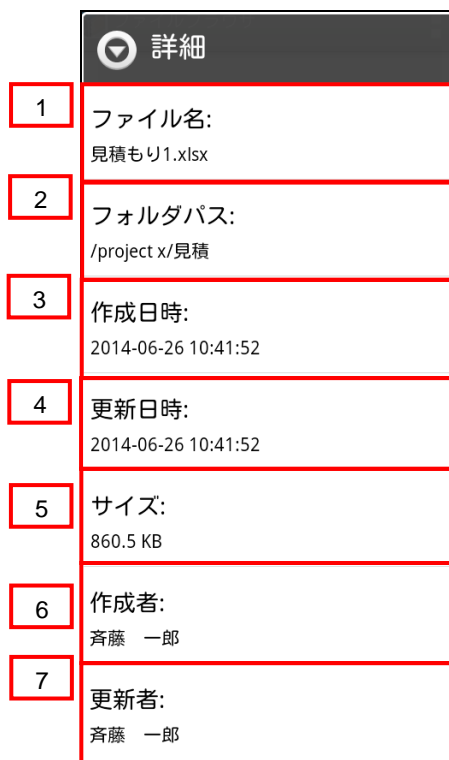 詳細
1
ファイル名:
見積もり1.xlsx
2
フォルダパス:
/project x/見積
3
作成日時:
2014-06-26 10:41:52
4
更新日時:
2014-06-26 10:41:52
5
サイズ:
860.5 KB
6
作成者:
斉藤　一郎
7
更新者:
斉藤　一郎